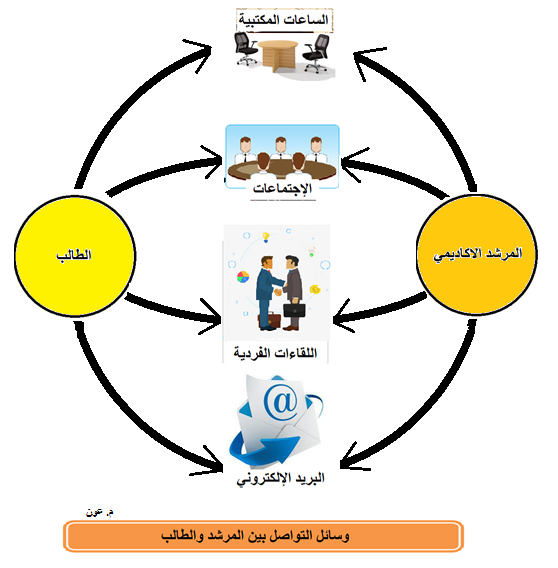 الساعات المكتبية
الإجتماعات
المرشد الاكاديمي
الطالب
اللقاءات الفردية
@
البريد الإلكتروني
م. عون
وسائل التواصل بين المرشد والطالب